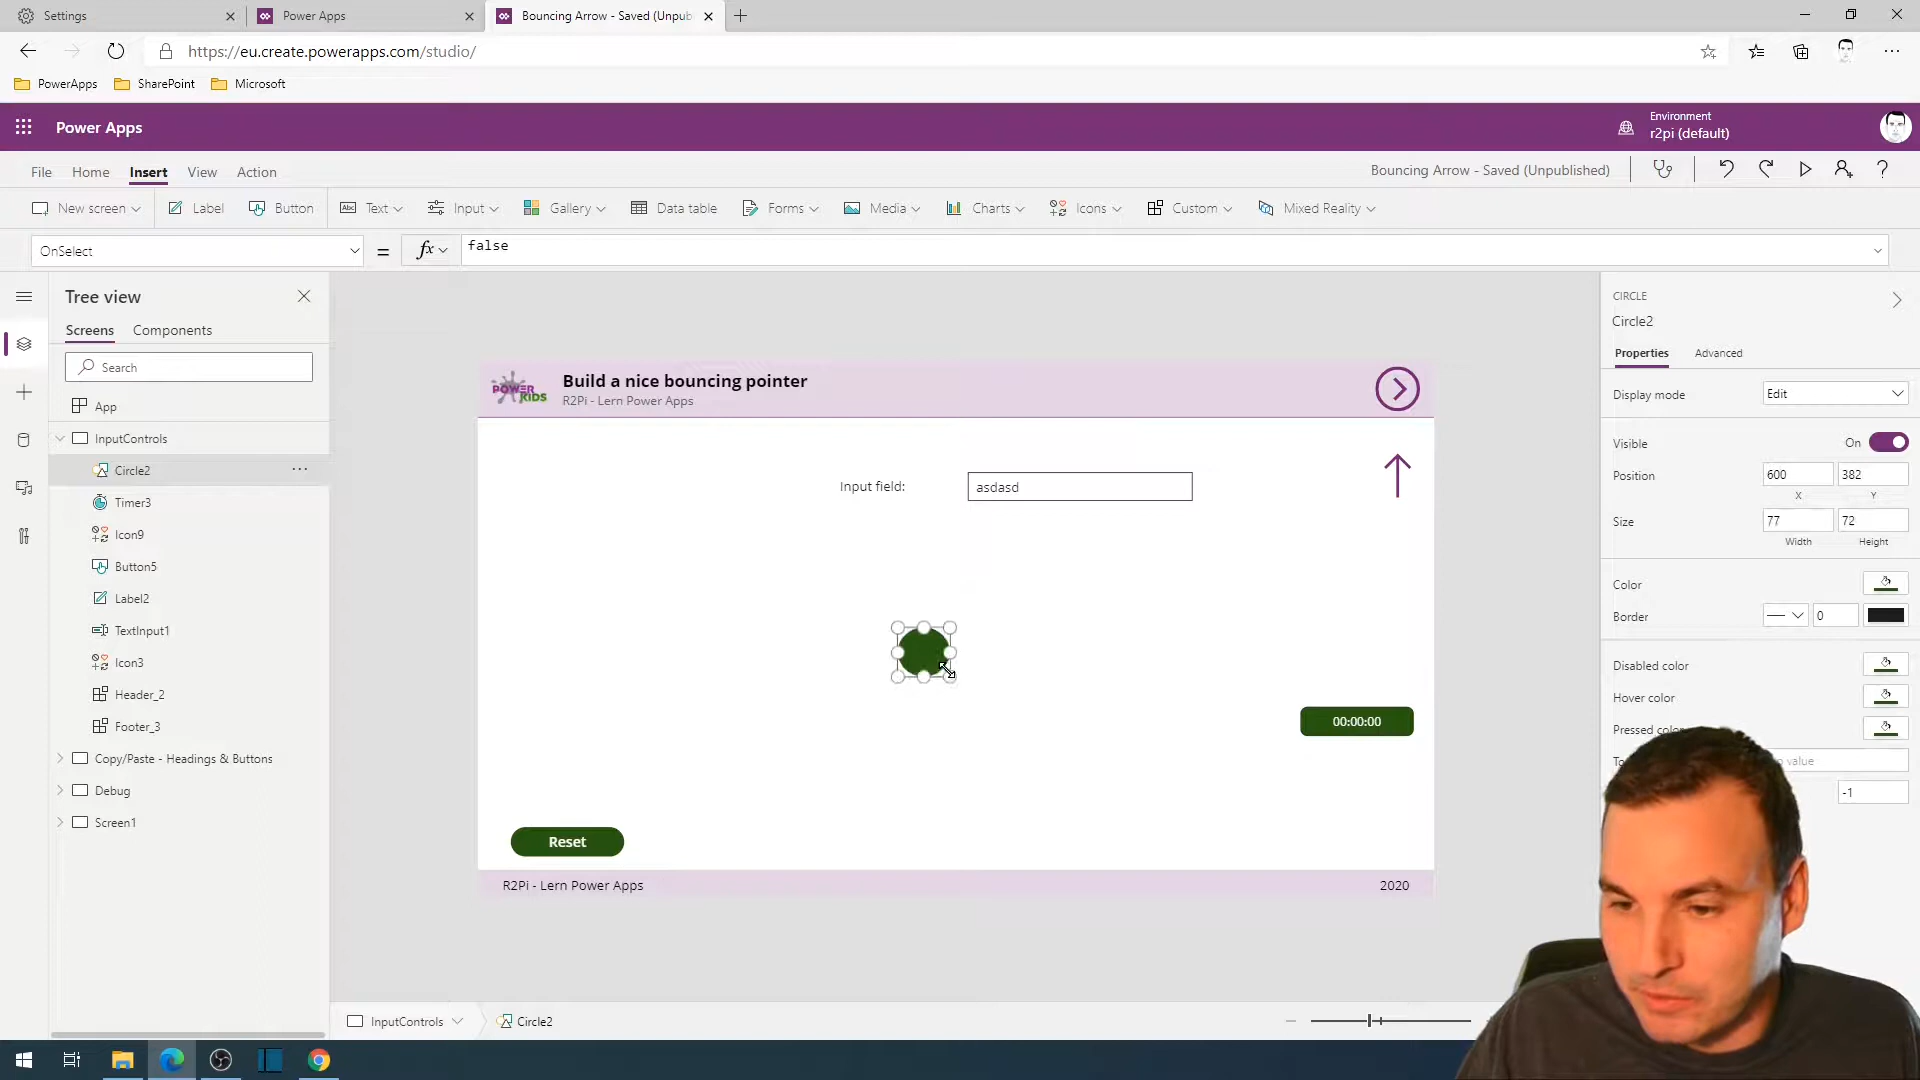 Settings
Power Apps
Bouncing Arrow - Saved (Unpub
https://eu.create.powerapps.com/studio/
PowerApps
SharePoint
Microsoft
Power Apps
Environment
r2pi (default)
File
Home
Insert
View
Action
Bouncing Arrow - Saved (Unpublished)
New screen
Label
Button
Text
Input
Gallery
Data table
Forms
Media
Charts
Icons
Custom
Mixed Reality
OnSelect
=
fx
false
Tree view
Screens
Components
Search
App
InputControls
Circle2
Timer3
Icon9
Button5
Label2
TextInput1
Icon3
Header_2
Footer_3
Copy/Paste - Headings & Buttons
Debug
Screen1
POWER
KIDS
Build a nice bouncing pointer
R2Pi - Lern Power Apps
Input field:
asdasd
00:00:00
Reset
R2Pi - Lern Power Apps
2020
InputControls
Circle2
CIRCLE
Circle2
Properties
Advanced
Display mode
Edit
Visible
On
Position
600
382
X
Y
Size
77
72
Width
Height
Color
Border
0
Disabled color
Hover color
Pressed color
value
-1